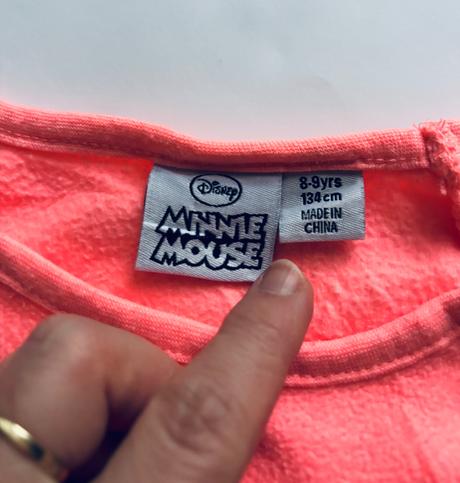 Disney
MINNIE
MOUSE
8-9yrs
134cm
MADE IN
CHINA